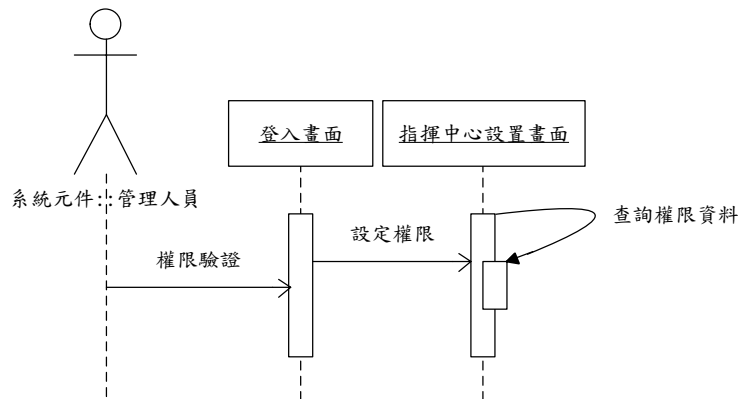 登入畫面
指揮中心設置畫面
系統元件::管理人員
查詢權限資料
設定權限
權限驗證